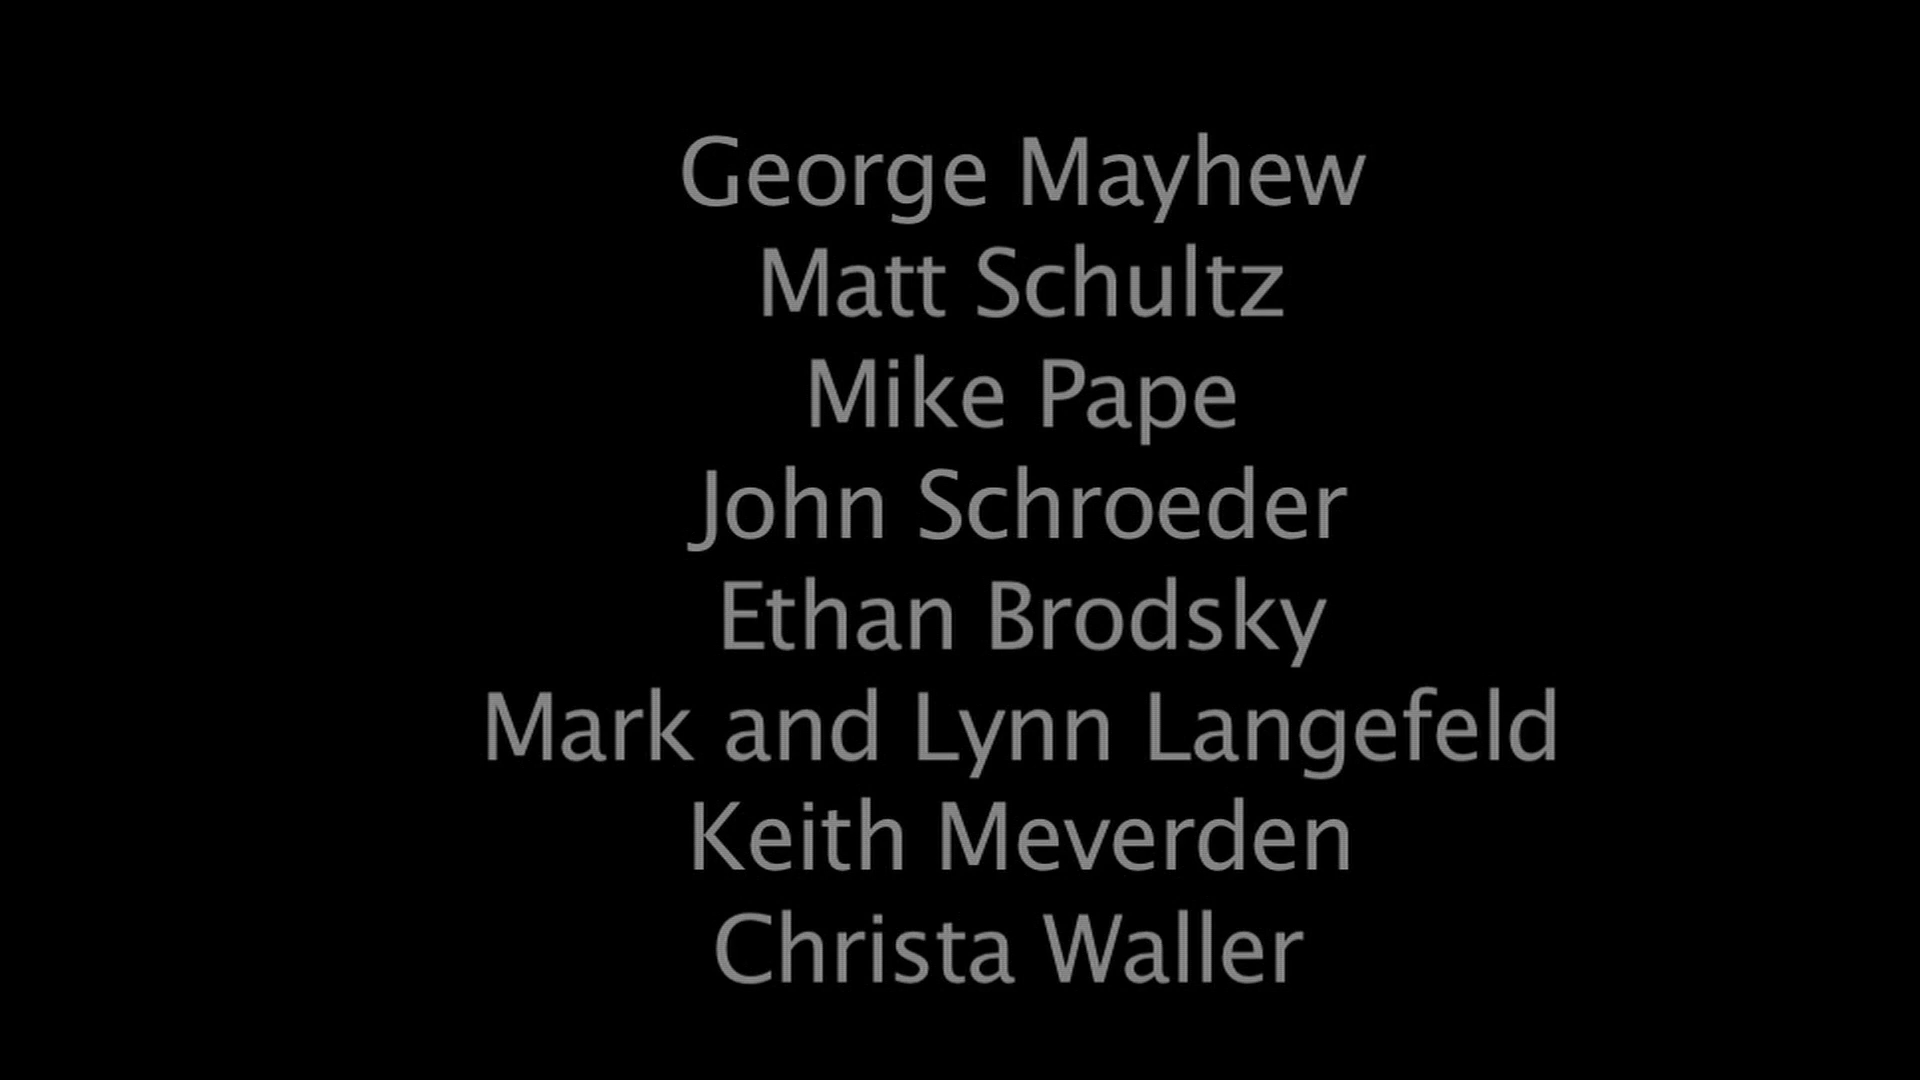 George Mayhew
Matt Schultz
Mike Pape
John Schroeder
Ethan Brodsky
Mark and Lynn Langefeld
Keith Meverden
Christa Waller